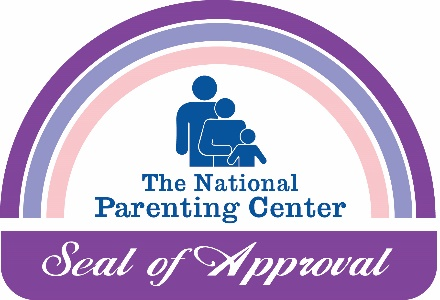 The National
Parenting Center
Seal of Approval